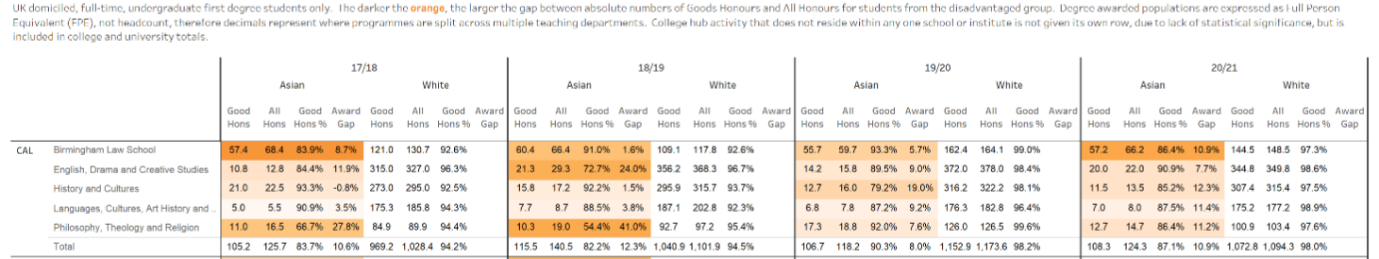 UK domiciled, full-time, undergraduate first degree students only. The darker the orange, the larger the gap between absolute numbers of Goods Honours and All Honours for students from the disadvantaged group. Degree awarded populations are expressed as Full Person
Equivalent (FPE), not headcount, therefore decimals represent where programmes are split across multiple teaching departments. College hub activity that does not reside within any one school or institute is not given its own row, due to lack of statistical significance, but is
included in college and university totals.
17/18 18/19 19/20 20/21
Asian White Asian White Asian White Asian White
Good All Good Award Good All Good Award Good All Good Award Good All Good Award Good All Good Award Good All Good Award Good All Good Award Good All Good Award
Hons Hons Hons % Gap Hons Hons Hons % Gap Hons Hons Hons % Gap Hons Hons Hons % Gap Hons Hons Hons % Gap Hons Hons Hons % Gap Hons Hons Hons % Gap Hons Hons Hons % Gap
CAL Birmingham Law School 57.4 68.4 83.9% 8.7% 121.0 130.7 92.6% 60.4 66.4 91.0% 1.6% 109.1 117.8 92.6% 55.7 59.7 93.3% 5.7% 162.4 164.1 99.0% 57.2 66.2 86.4% 10.9% 144.5 148.5 97.3%
English, Drama and Creative Studies 10.8 12.8 84.4% 11.9% 315.0 327.0 96.3% 21.3 29.3 72.7% 24.0% 356.2 368.3 96.7% 14.2 15.8 89.5% 9.0% 372.0 378.0 98.4% 20.0 22.0 90.9% 7.7% 344.8 349.8 98.6%
History and Cultures 21.0 22.5 93.3% -0.8% 273.0 295.0 92.5% 15.8 17.2 92.2% 1.5% 295.9 315.7 93.7% 12.7 16.0 79.2% 19.0% 316.2 322.2 98.1% 11.5 13.5 85.2% 12.3% 307.4 315.4 97.5%
Languages, Cultures, Art History and .. 5.0 5.5 90.9% 3.5% 175.3 185.8 94.3% 7.7 8.7 88.5% 3.8% 187.1 202.8 92.3% 6.8 7.8 87.2% 9.2% 176.3 182.8 96.4% 7.0 8.0 87.5% 11.4% 175.2 177.2 98.9%
Philosophy, Theology and Religion 11.0 16.5 66.7% 27.8% 84.9 89.9 94.4% 10.3 19.0 54.4% 41.0% 92.7 97.2 95.4% 17.3 18.8 92.0% 7.6% 126.0 126.5 99.6% 12.7 14.7 86.4% 11.2% 100.9 103.4 97.6%
Total 105.2 125.7 83.7% 10.6% 969.2 1,028.4 94.2% 115.5 140.5 82.2% 12.3% 1,040.9 1,101.9 94.5% 106.7 118.2 90.3% 8.0% 1,152.9 1,173.6 98.2% 108.3 124.3 87.1% 10.9% 1,072.8 1,094.3 98.0%